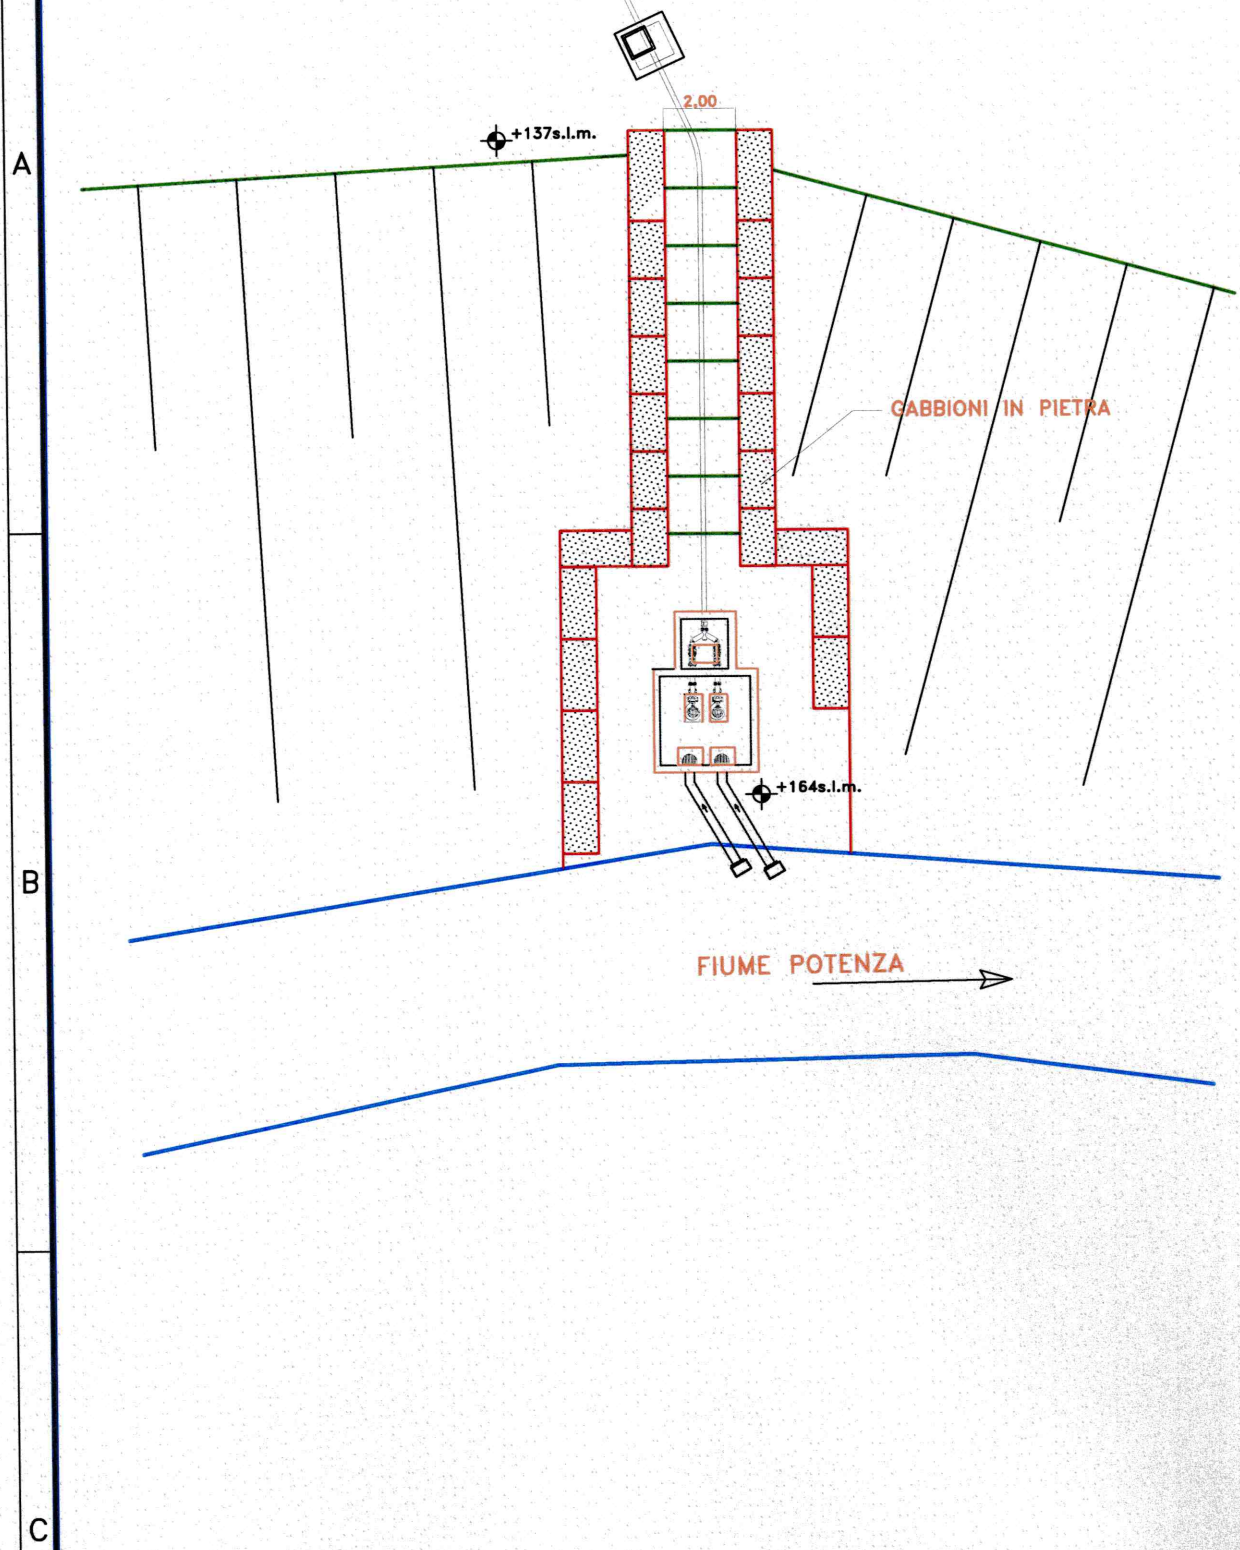 2,00
+137s.l.m.
A
GABBIONI IN PIETRA
+164s.l.m.
B
FIUME POTENZA
C